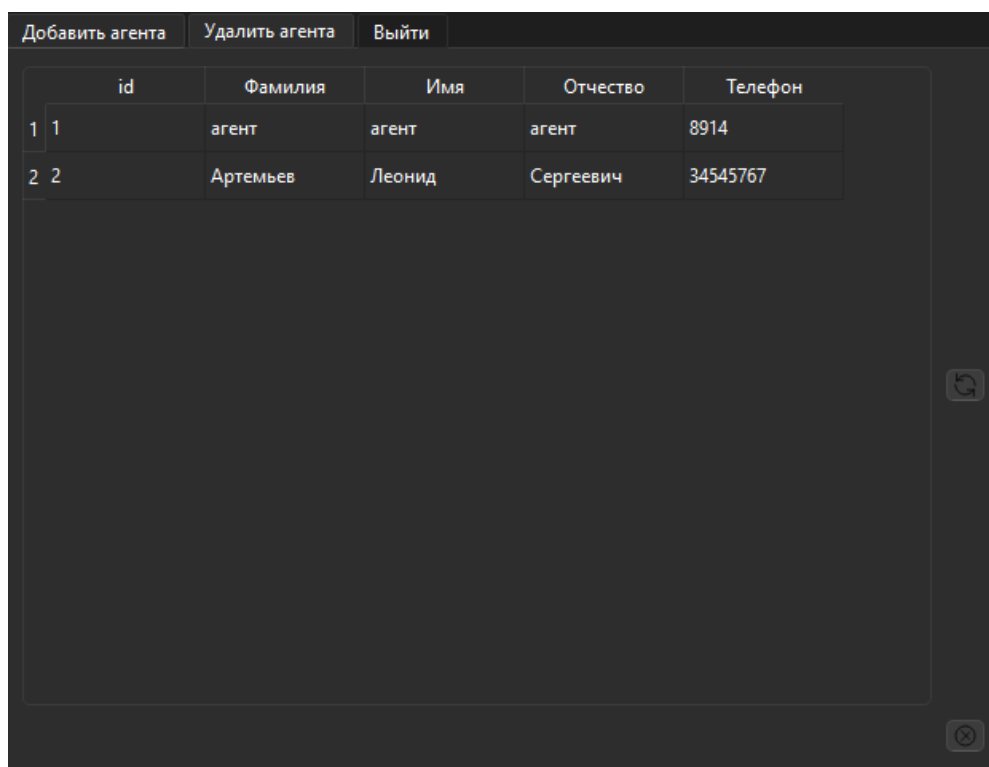 Добавить агента Удалить агента Выйти
id Фамилия Имя Отчество Телефон
1 1 агент агент агент 8914
2 2 Артемьев Леонид Сергеевич 34545767